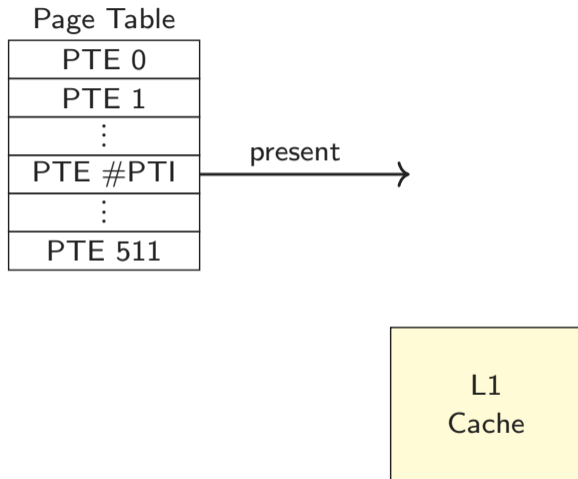 Page Table
PTE 0
PTE 1
⋮
PTE #PTI
present
⋮
PTE 511
L1
Cache